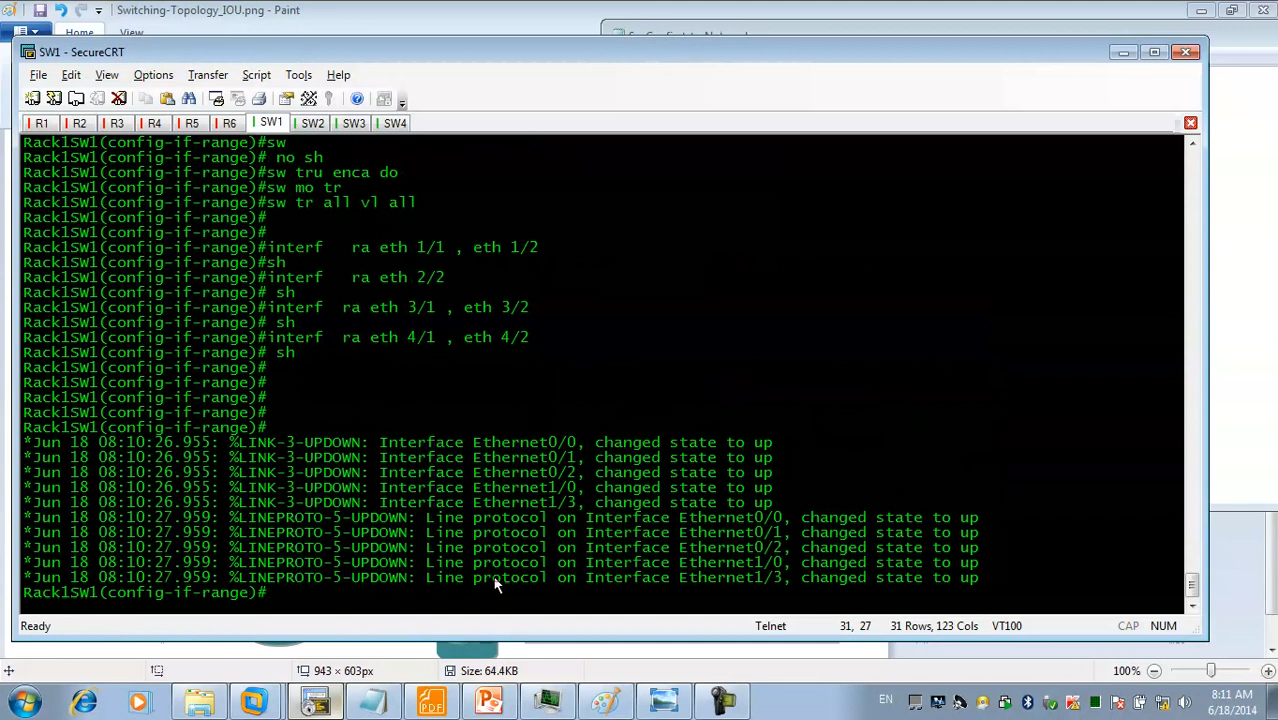 Switching-Topology_IOU.png - Paint
Home View
SW1 - SecureCRT
File Edit View Options Transfer Script Tools Help
R1 R2 R3 R4 R5 R6 SW1 SW2 SW3 SW4
Rack1SW1(config-if-range)#sw
Rack1SW1(config-if-range)# no sh
Rack1SW1(config-if-range)#sw tru enca do
Rack1SW1(config-if-range)#sw mo tr
Rack1SW1(config-if-range)#sw tr all vl all
Rack1SW1(config-if-range)#
Rack1SW1(config-if-range)#
Rack1SW1(config-if-range)#interf   ra eth 1/1 , eth 1/2
Rack1SW1(config-if-range)#sh
Rack1SW1(config-if-range)#interf   ra eth 2/2
Rack1SW1(config-if-range)# sh
Rack1SW1(config-if-range)#interf  ra eth 3/1 , eth 3/2
Rack1SW1(config-if-range)# sh
Rack1SW1(config-if-range)#interf  ra eth 4/1 , eth 4/2
Rack1SW1(config-if-range)# sh
Rack1SW1(config-if-range)#
Rack1SW1(config-if-range)#
Rack1SW1(config-if-range)#
Rack1SW1(config-if-range)#
Rack1SW1(config-if-range)#
*Jun 18 08:10:26.955: %LINK-3-UPDOWN: Interface Ethernet0/0, changed state to up
*Jun 18 08:10:26.955: %LINK-3-UPDOWN: Interface Ethernet0/1, changed state to up
*Jun 18 08:10:26.955: %LINK-3-UPDOWN: Interface Ethernet0/2, changed state to up
*Jun 18 08:10:26.955: %LINK-3-UPDOWN: Interface Ethernet1/0, changed state to up
*Jun 18 08:10:26.955: %LINK-3-UPDOWN: Interface Ethernet1/3, changed state to up
*Jun 18 08:10:27.959: %LINEPROTO-5-UPDOWN: Line protocol on Interface Ethernet0/0, changed state to up
*Jun 18 08:10:27.959: %LINEPROTO-5-UPDOWN: Line protocol on Interface Ethernet0/1, changed state to up
*Jun 18 08:10:27.959: %LINEPROTO-5-UPDOWN: Line protocol on Interface Ethernet0/2, changed state to up
*Jun 18 08:10:27.959: %LINEPROTO-5-UPDOWN: Line protocol on Interface Ethernet1/0, changed state to up
*Jun 18 08:10:27.959: %LINEPROTO-5-UPDOWN: Line protocol on Interface Ethernet1/3, changed state to up
Rack1SW1(config-if-range)#
Ready Telnet 31, 27 31 Rows, 123 Cols VT100 CAP NUM
943 × 603px Size: 64.4KB 100%
EN 8:11 AM
6/18/2014